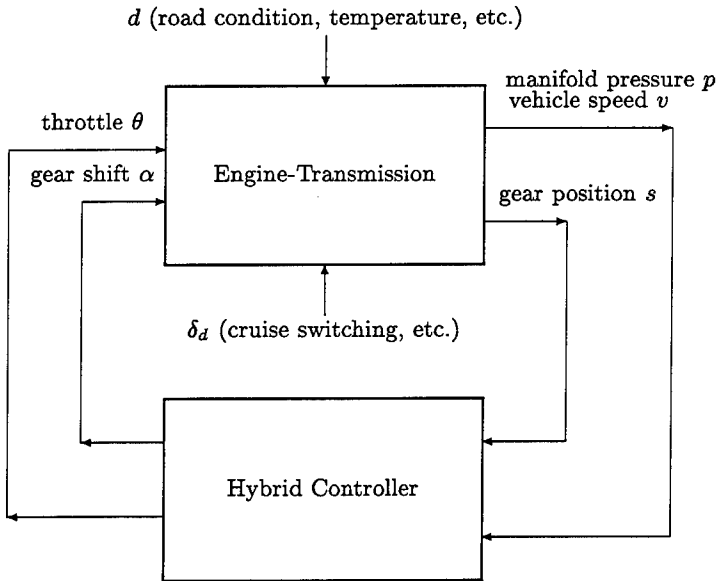 d (road condition, temperature, etc.)
manifold pressure p
vehicle speed v
throttle θ
gear shift α
Engine-Transmission
gear position s
δ_d (cruise switching, etc.)
Hybrid Controller